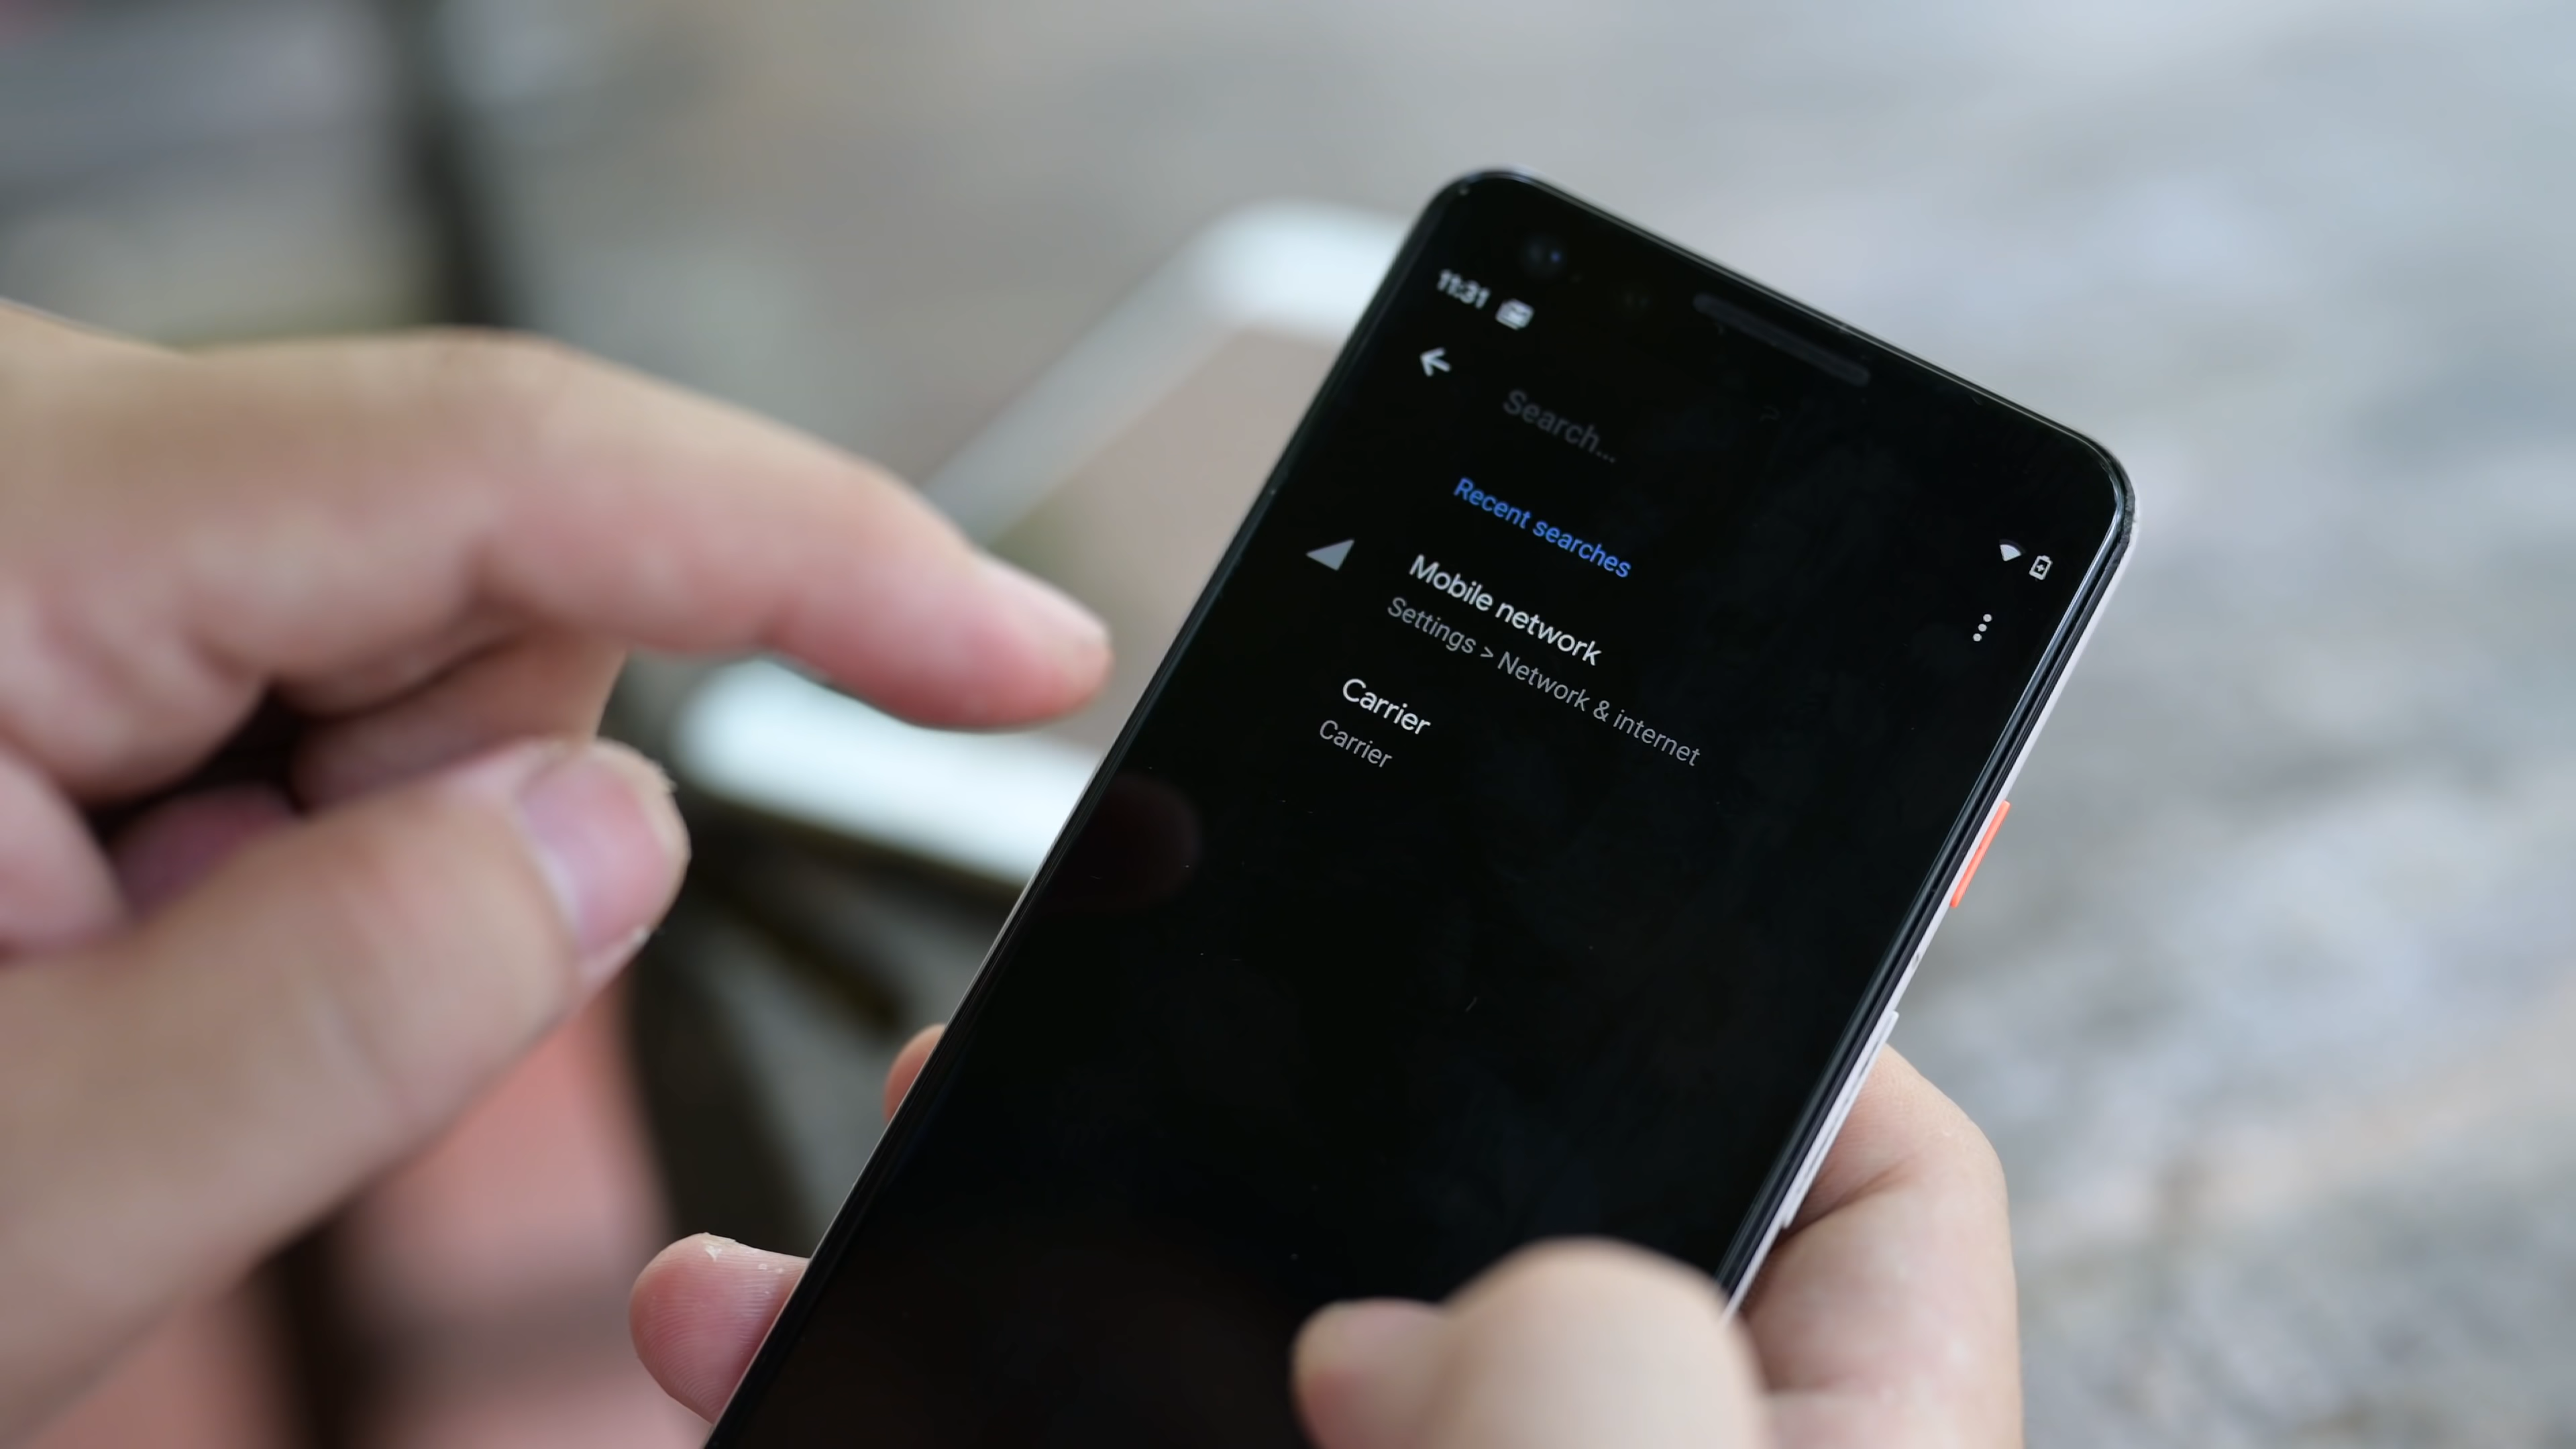 11:31
Search...
Recent searches
Mobile network
Settings > Network & internet
Carrier
Carrier